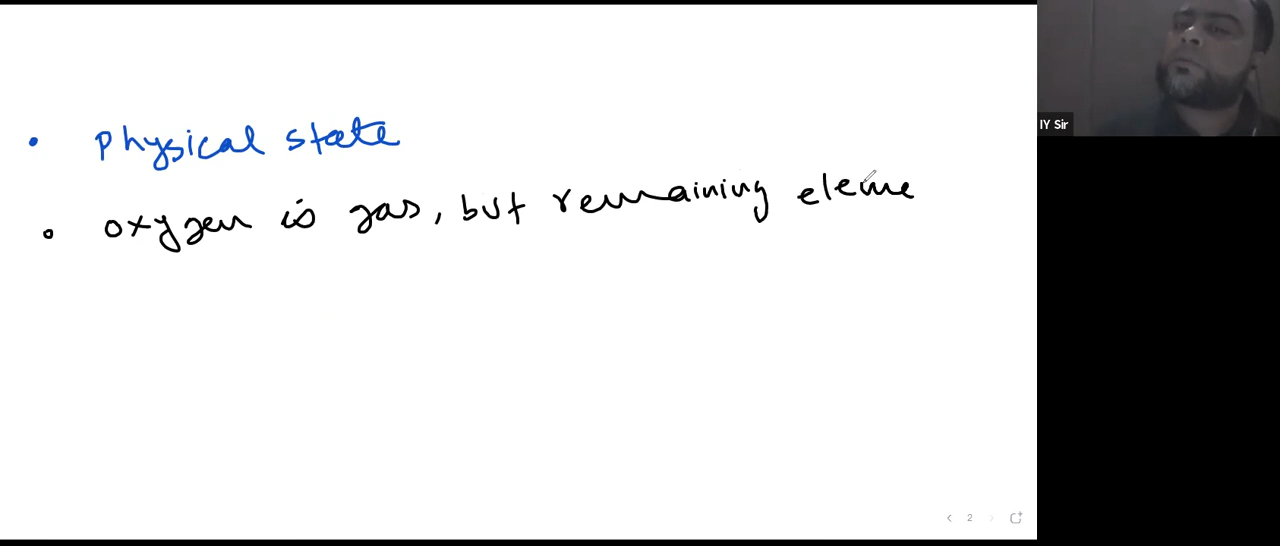 • Physical state
• oxygen is gas, but remaining eleme
IY Sir
< 2 >